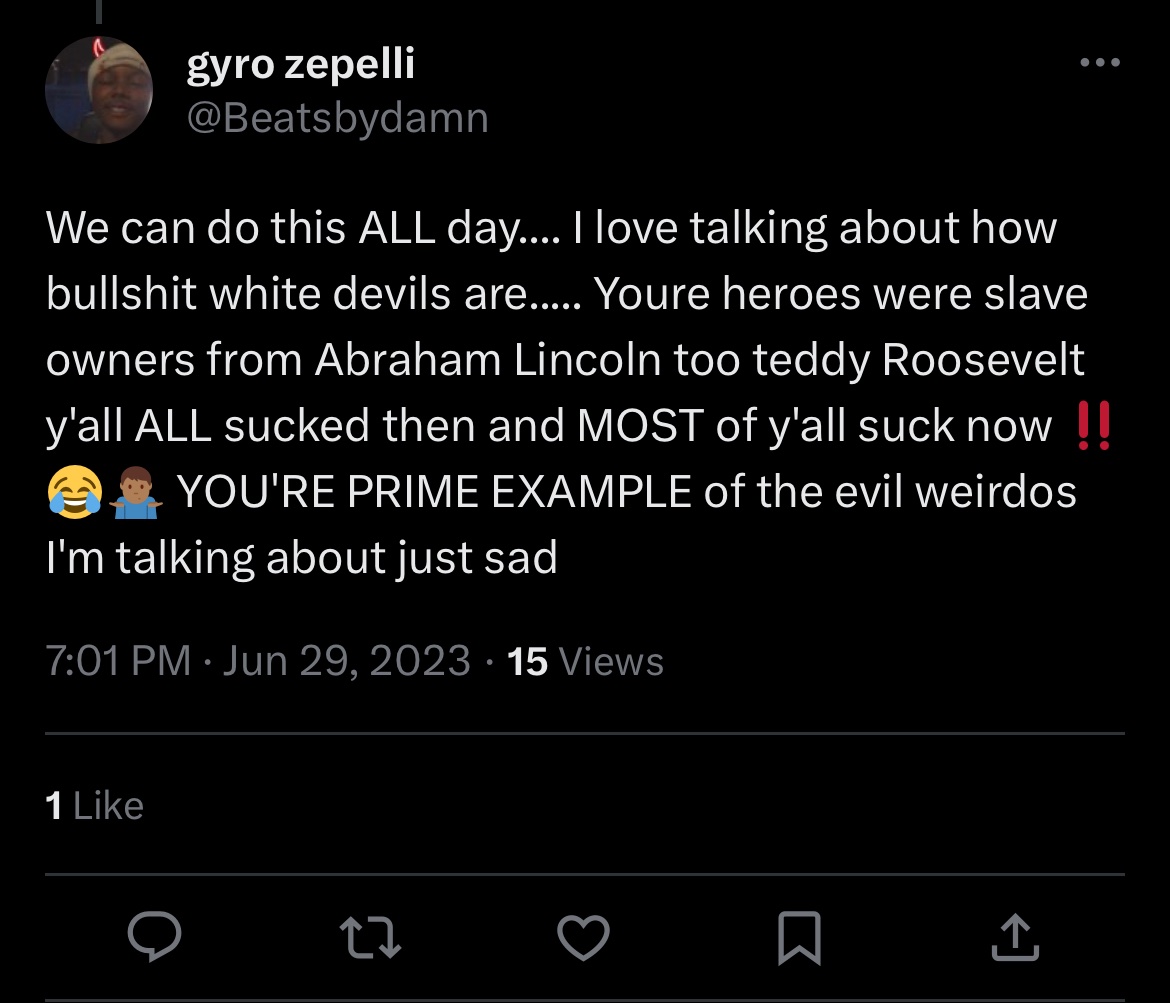 gyro zepelli
@Beatsbydamn
We can do this ALL day.... I love talking about how
bullshit white devils are..... Youre heroes were slave
owners from Abraham Lincoln too teddy Roosevelt
y'all ALL sucked then and MOST of y'all suck now ‼️
😂🤷🏾‍♂️ YOU'RE PRIME EXAMPLE of the evil weirdos
I'm talking about just sad
7:01 PM · Jun 29, 2023 · 15 Views
1 Like